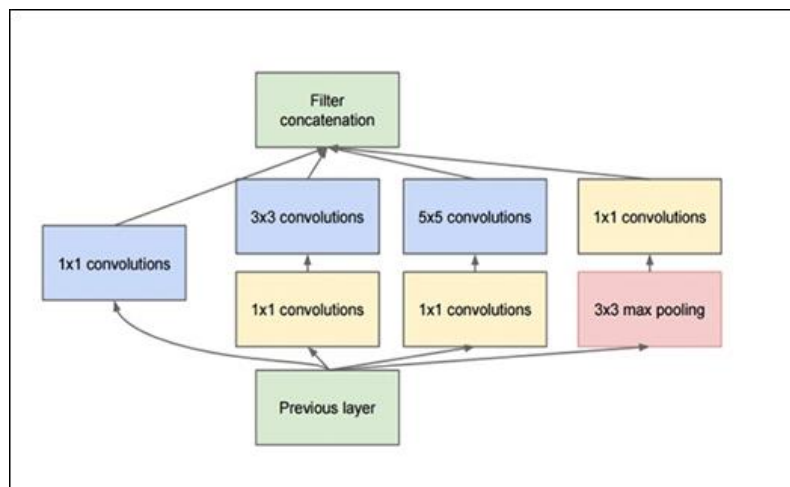 Filter
concatenation
3x3 convolutions
5x5 convolutions
1x1 convolutions
1x1 convolutions
1x1 convolutions
1x1 convolutions
3x3 max pooling
Previous layer